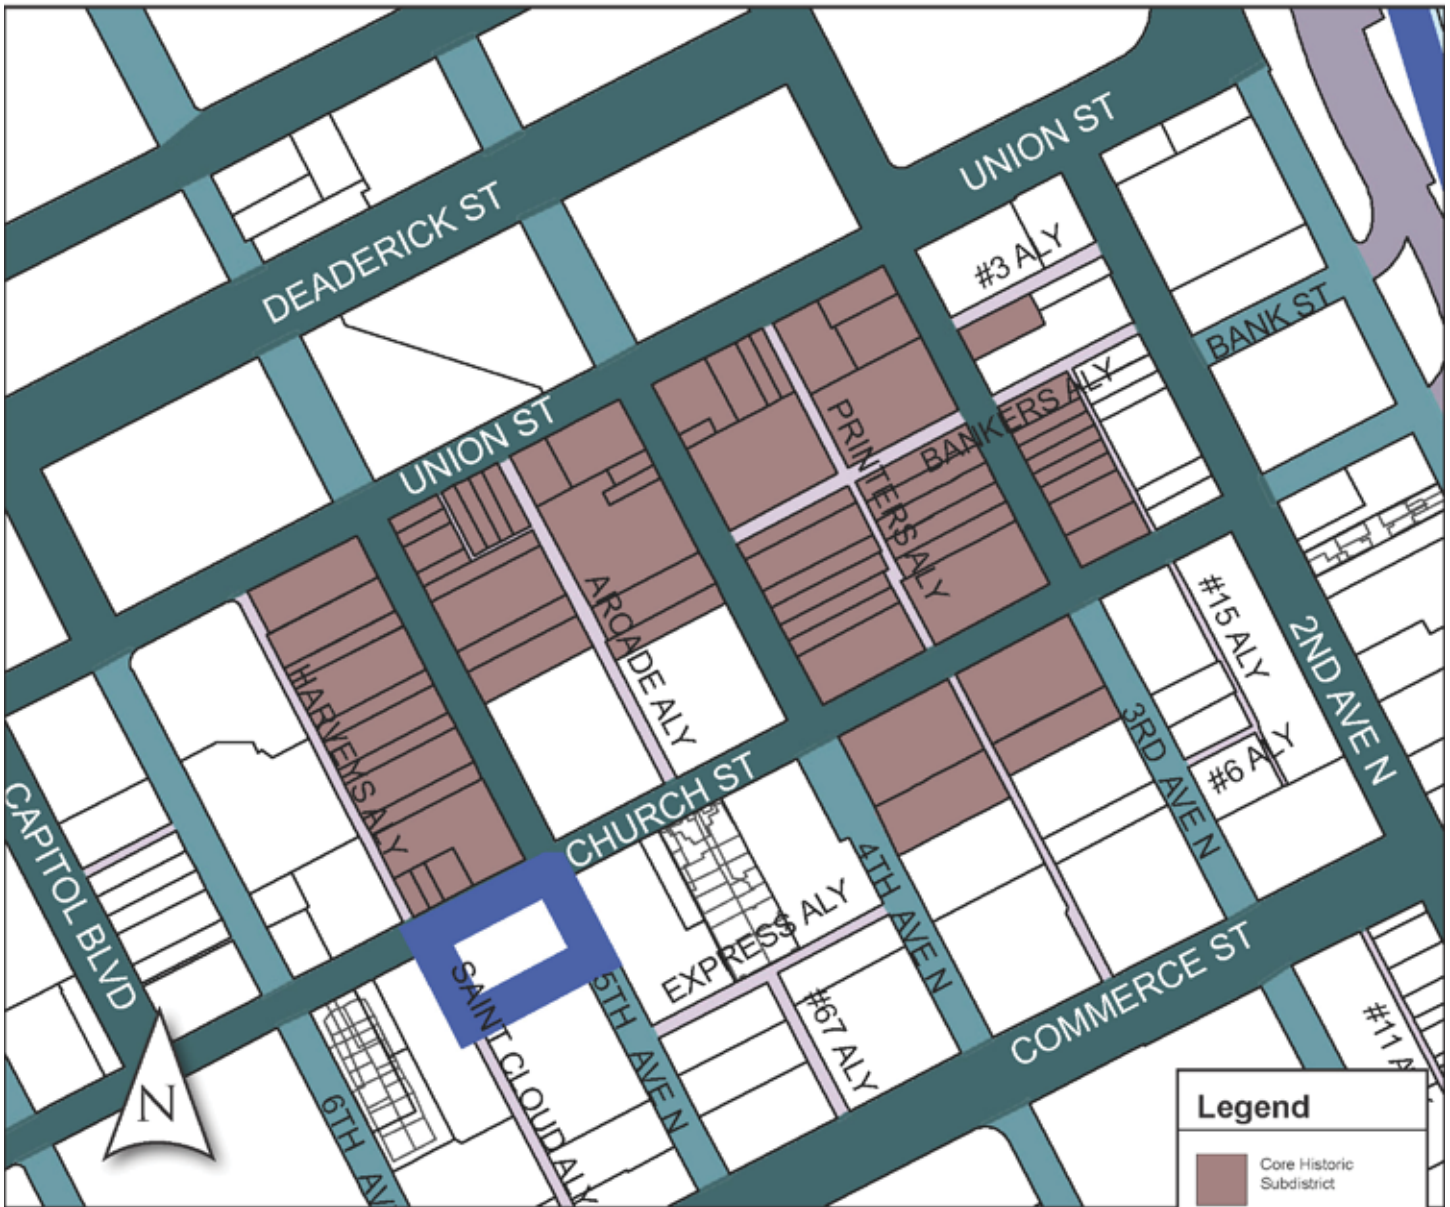 UNION ST
DEADERICK ST
#3 ALY
BANK ST
UNION ST
PRINTERS ALY
BANKERS ALY
ARCADE ALY
#15 ALY
2ND AVE N
HARVEMS ALY
CHURCH ST
3RD AVE N
#6 ALY
CAPITOL BLVD
4TH AVE N
EXPRESS ALY
SAINT CLOUD ALY
5TH AVE N
#67 ALY
COMMERCE ST
#11 A
N
6TH AV
Legend
Core Historic
Subdistrict